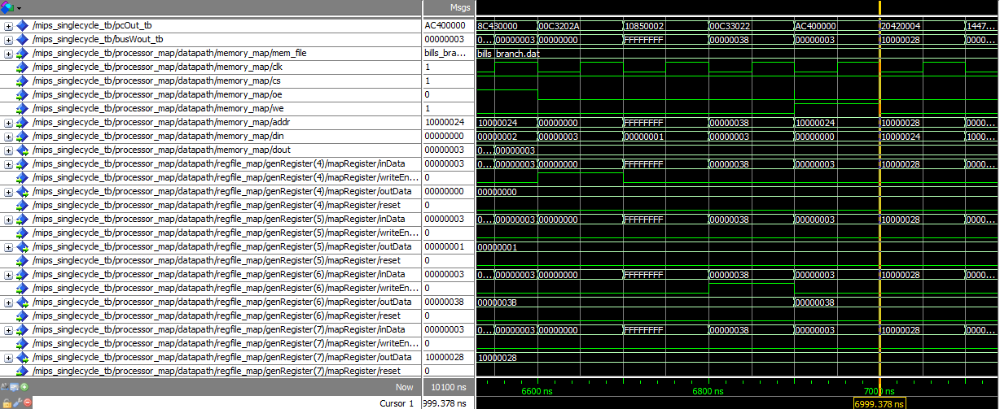 Msgs
/mips_singlecycle_tb/pcOut_tb AC400000 8C430000 00C3202A 10850002 00C33022 AC400000 20420004 1447...
/mips_singlecycle_tb/busWout_tb 00000003 0... 00000003 00000000 FFFFFFFF 00000038 00000003 10000028 0000...
/mips_singlecycle_tb/processor_map/datapath/memory_map/mem_file bills_bra... bills_branch.dat
/mips_singlecycle_tb/processor_map/datapath/memory_map/clk 1
/mips_singlecycle_tb/processor_map/datapath/memory_map/cs 1
/mips_singlecycle_tb/processor_map/datapath/memory_map/oe 0
/mips_singlecycle_tb/processor_map/datapath/memory_map/we 1
/mips_singlecycle_tb/processor_map/datapath/memory_map/addr 10000024 10000024 00000000 FFFFFFFF 00000038 10000024 10000028 0000...
/mips_singlecycle_tb/processor_map/datapath/memory_map/din 00000000 00000002 00000003 00000001 00000003 00000000 10000024 1000...
/mips_singlecycle_tb/processor_map/datapath/memory_map/dout 00000003 0... 00000003
/mips_singlecycle_tb/processor_map/datapath/regfile_map/genRegister(4)/mapRegister/inData 00000003 0... 00000003 00000000 FFFFFFFF 00000038 00000003 10000028 0000...
/mips_singlecycle_tb/processor_map/datapath/regfile_map/genRegister(4)/mapRegister/writeEn... 0
/mips_singlecycle_tb/processor_map/datapath/regfile_map/genRegister(4)/mapRegister/outData 00000000 00000000
/mips_singlecycle_tb/processor_map/datapath/regfile_map/genRegister(4)/mapRegister/reset 0
/mips_singlecycle_tb/processor_map/datapath/regfile_map/genRegister(5)/mapRegister/inData 00000003 0... 00000003 00000000 FFFFFFFF 00000038 00000003 10000028 0000...
/mips_singlecycle_tb/processor_map/datapath/regfile_map/genRegister(5)/mapRegister/writeEn... 0
/mips_singlecycle_tb/processor_map/datapath/regfile_map/genRegister(5)/mapRegister/outData 00000001 00000001
/mips_singlecycle_tb/processor_map/datapath/regfile_map/genRegister(5)/mapRegister/reset 0
/mips_singlecycle_tb/processor_map/datapath/regfile_map/genRegister(6)/mapRegister/inData 00000003 0... 00000003 00000000 FFFFFFFF 00000038 00000003 10000028 0000...
/mips_singlecycle_tb/processor_map/datapath/regfile_map/genRegister(6)/mapRegister/writeEn... 0
/mips_singlecycle_tb/processor_map/datapath/regfile_map/genRegister(6)/mapRegister/outData 00000038 0000003B 00000038
/mips_singlecycle_tb/processor_map/datapath/regfile_map/genRegister(6)/mapRegister/reset 0
/mips_singlecycle_tb/processor_map/datapath/regfile_map/genRegister(7)/mapRegister/inData 00000003 0... 00000003 00000000 FFFFFFFF 00000038 00000003 10000028 0000...
/mips_singlecycle_tb/processor_map/datapath/regfile_map/genRegister(7)/mapRegister/writeEn... 0
/mips_singlecycle_tb/processor_map/datapath/regfile_map/genRegister(7)/mapRegister/outData 10000028 10000028
/mips_singlecycle_tb/processor_map/datapath/regfile_map/genRegister(7)/mapRegister/reset 0
Now 10100 ns 6600 ns 6800 ns 7000 ns
Cursor 1 999.378 ns 6999.378 ns